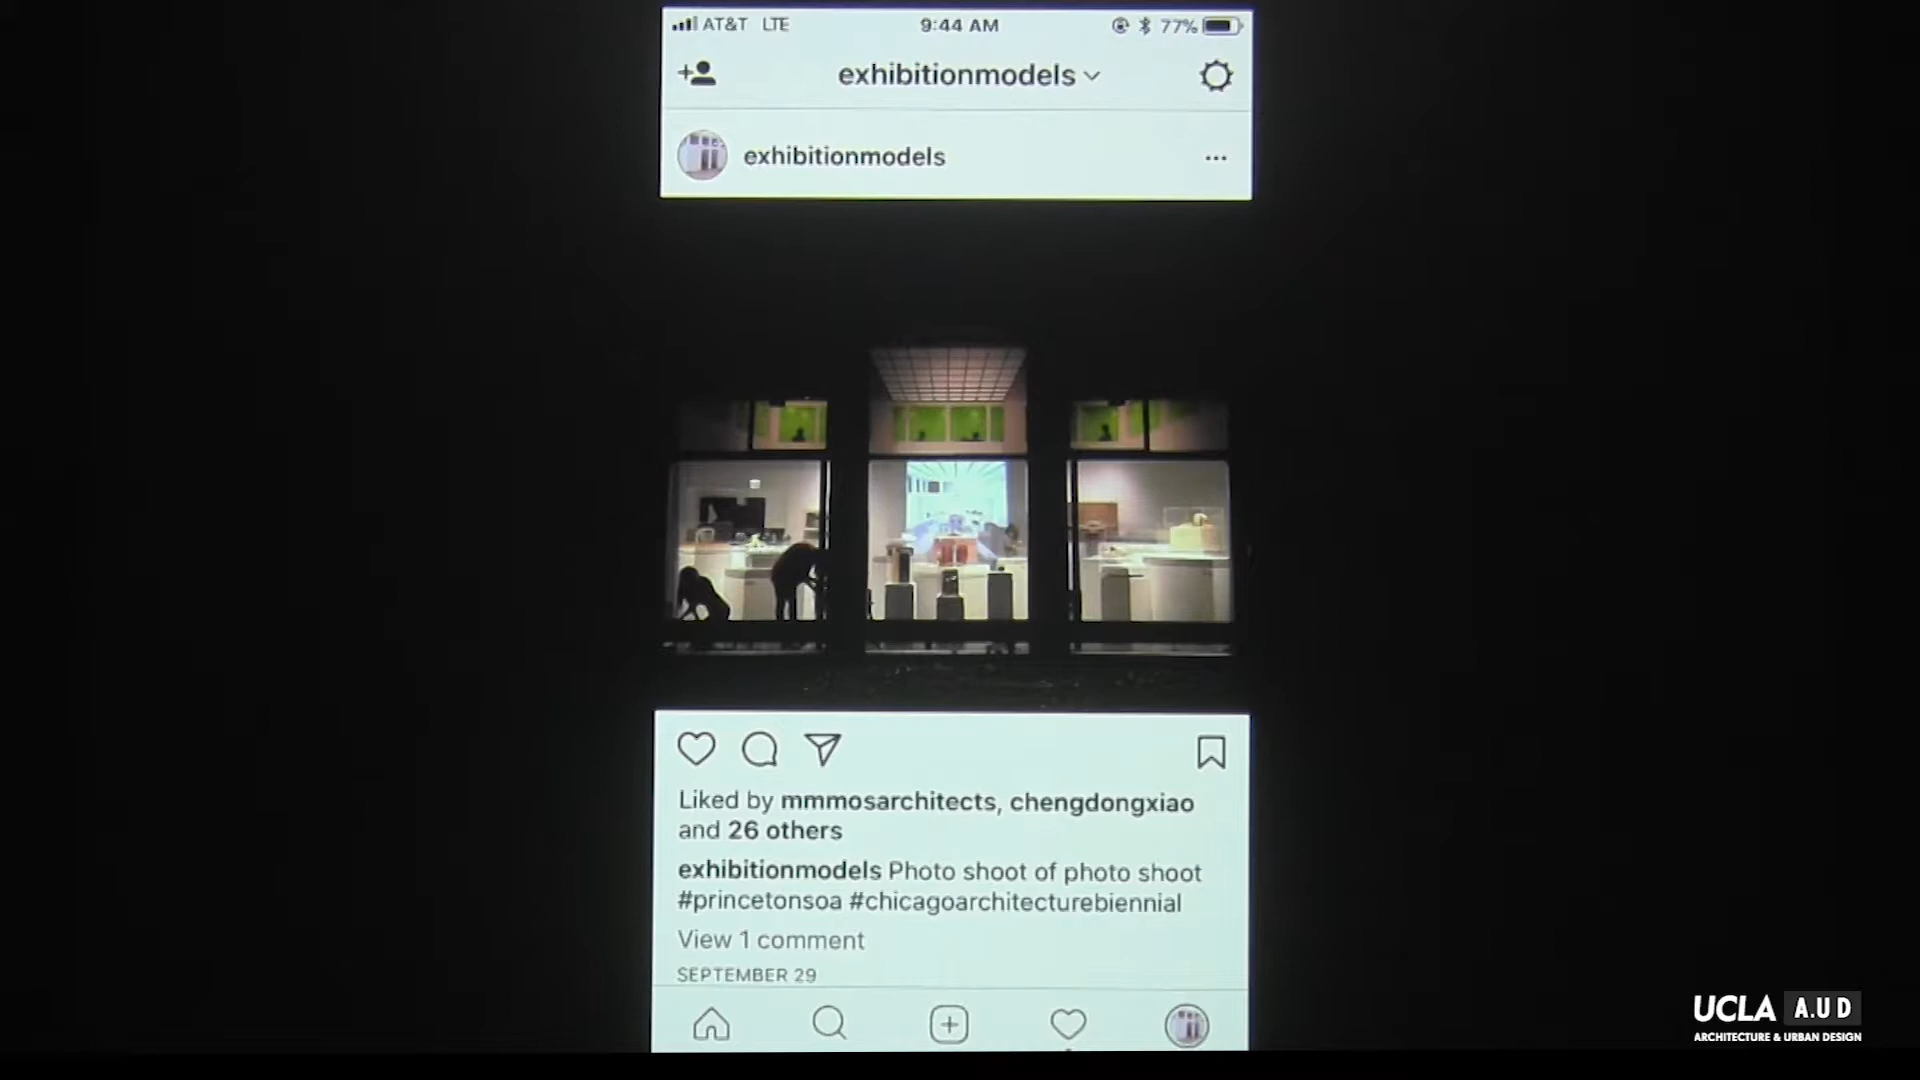 AT&T LTE 9:44 AM 77%
exhibitionmodels
exhibitionmodels
Liked by mmmosarchitects, chengdongxiao
and 26 others
exhibitionmodels Photo shoot of photo shoot
#princetonsoa #chicagoarchitecturebiennial
View 1 comment
SEPTEMBER 29
UCLA A.UD
ARCHITECTURE & URBAN DESIGN